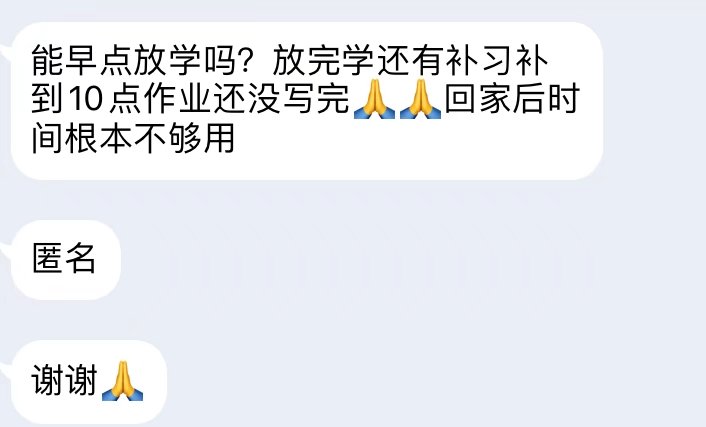 能早点放学吗？放完学还有补习补
到10点作业还没写完🙏🙏回家后时
间根本不够用
匿名
谢谢🙏